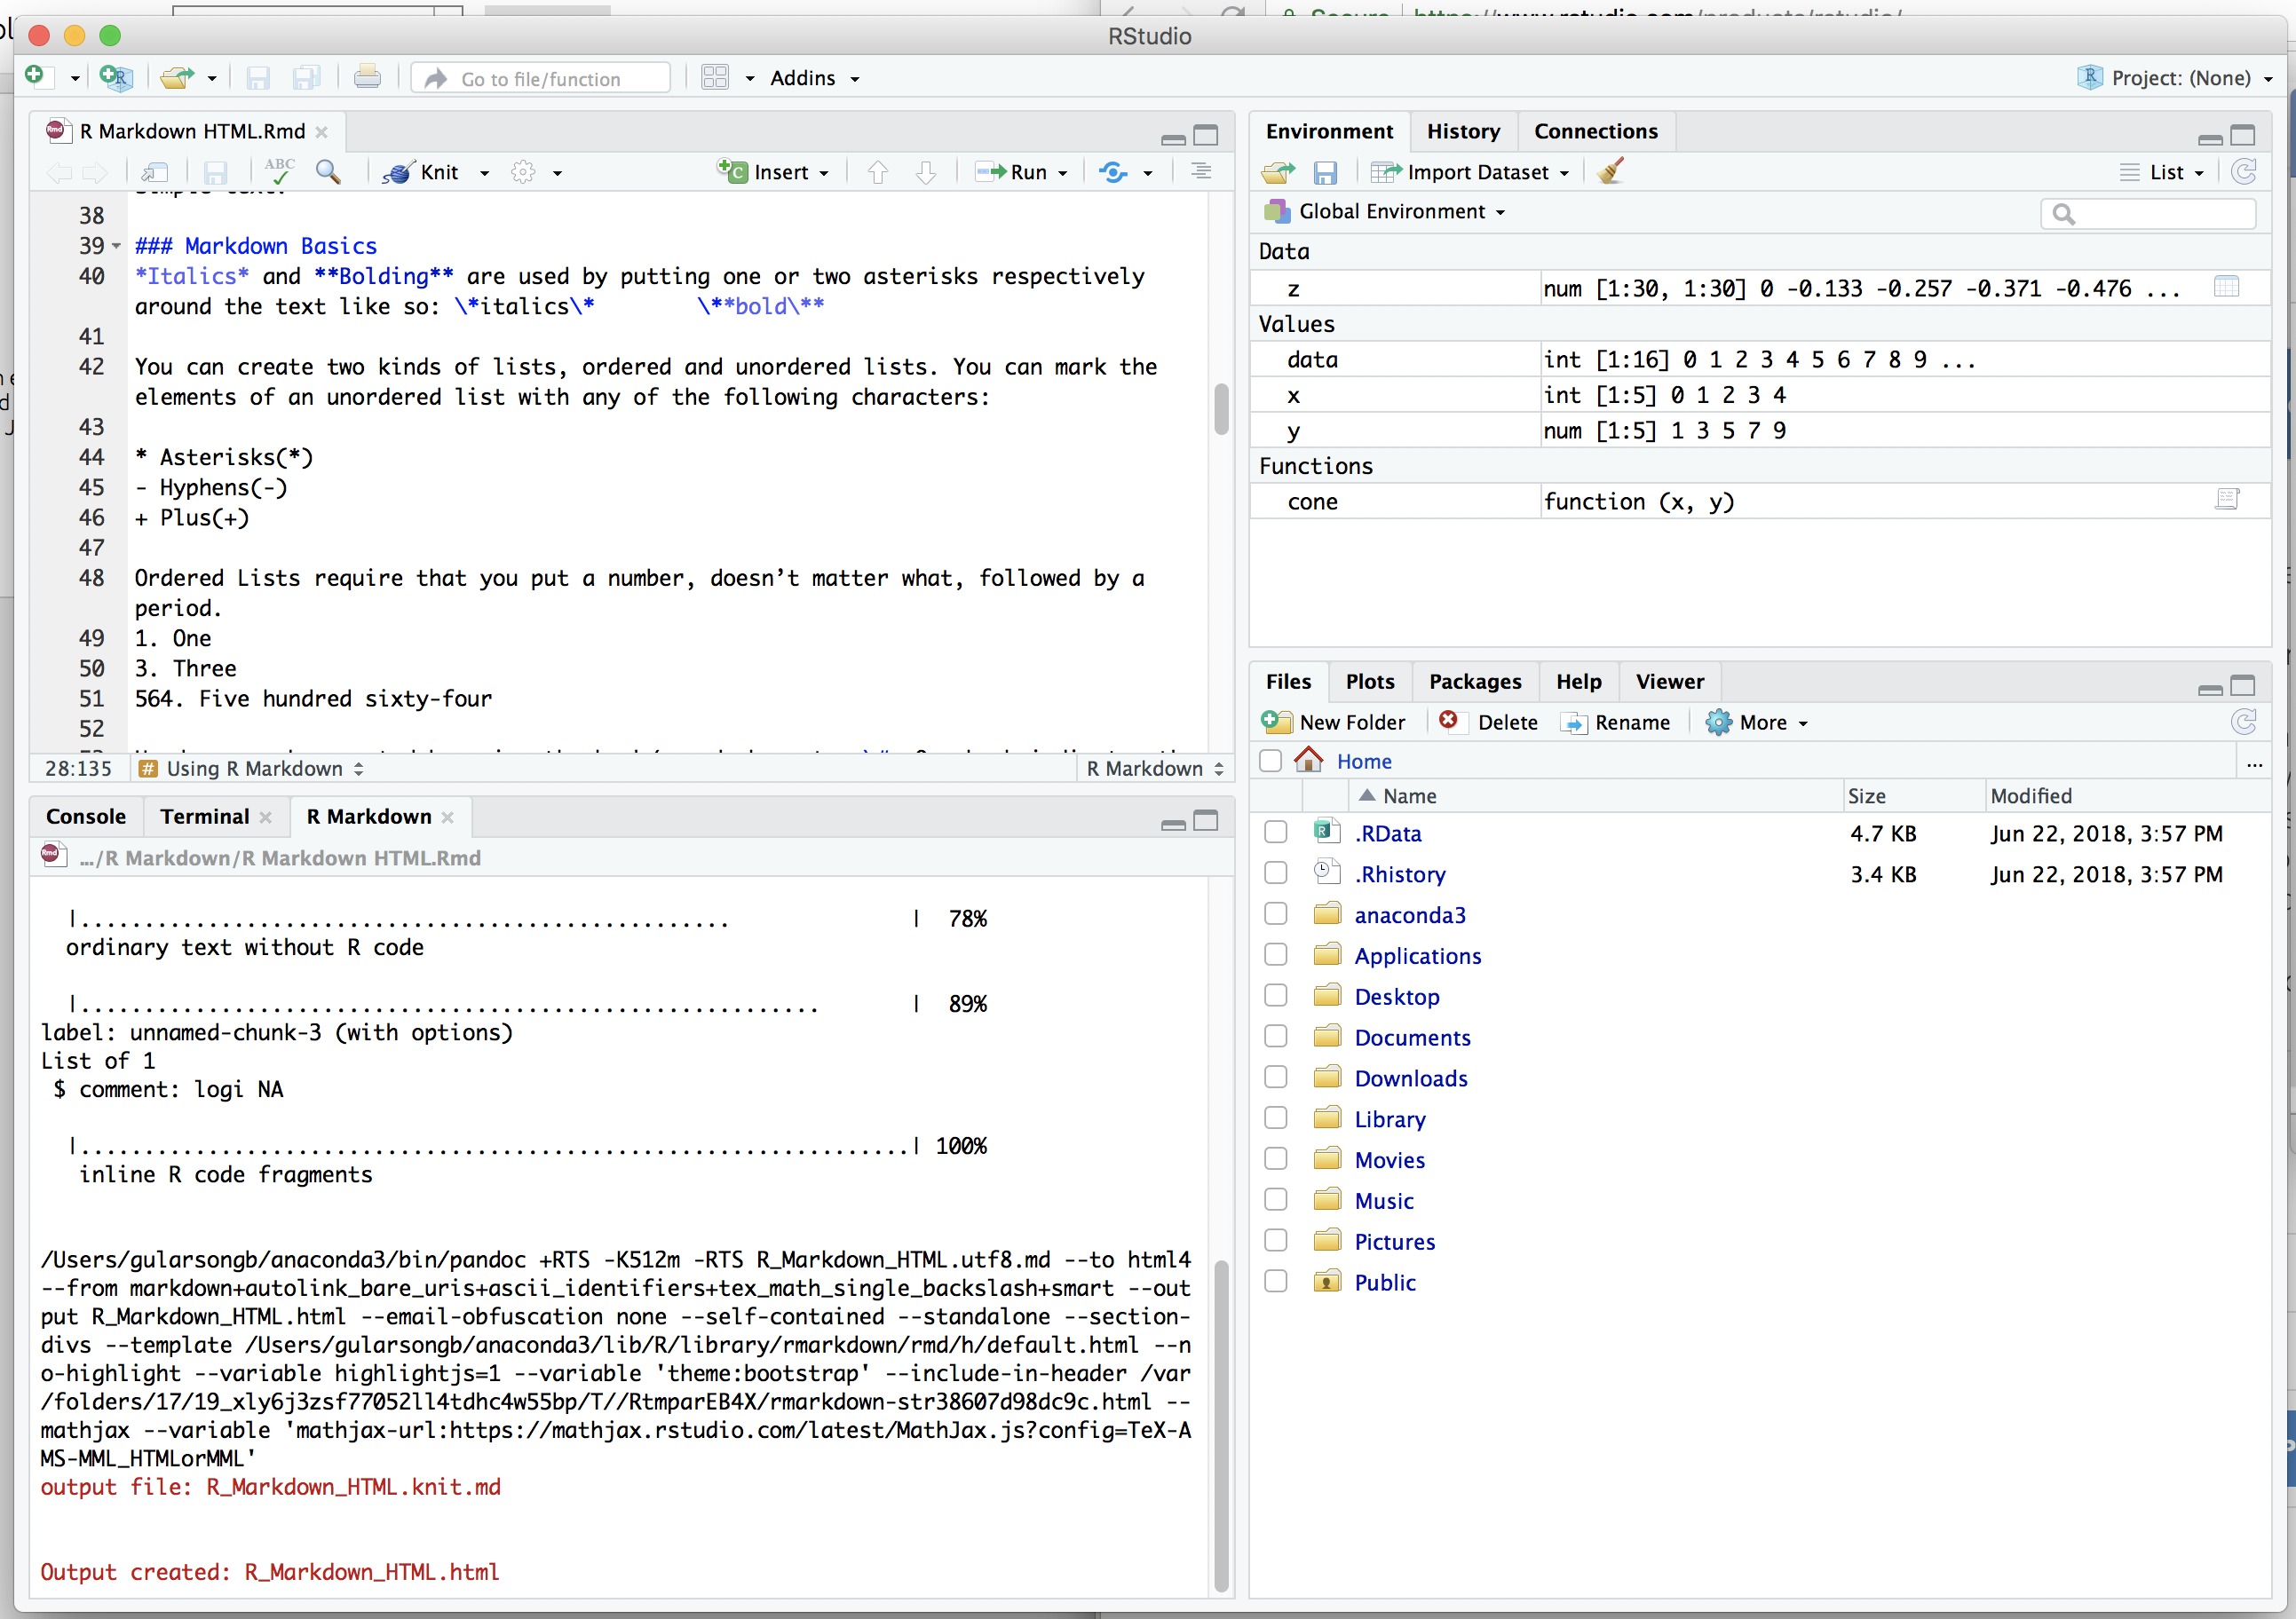 Secure https://www.rstudio.com/products/rstudio/
RStudio
Go to file/function
Addins
Project: (None)
R Markdown HTML.Rmd
ABC
Knit
Insert
Run
38
39 ### Markdown Basics
40 *Italics* and **Bolding** are used by putting one or two asterisks respectively
around the text like so: \*italics\* \**bold\**
41
42 You can create two kinds of lists, ordered and unordered lists. You can mark the
elements of an unordered list with any of the following characters:
43
44 * Asterisks(*)
45 - Hyphens(-)
46 + Plus(+)
47
48 Ordered Lists require that you put a number, doesn’t matter what, followed by a
period.
49 1. One
50 3. Three
51 564. Five hundred sixty-four
52
28:135 # Using R Markdown R Markdown
Console Terminal R Markdown
.../R Markdown/R Markdown HTML.Rmd
|................................................... | 78%
ordinary text without R code
|.......................................................... | 89%
label: unnamed-chunk-3 (with options)
List of 1
$ comment: logi NA
|.................................................................| 100%
inline R code fragments
/Users/gularsongb/anaconda3/bin/pandoc +RTS -K512m -RTS R_Markdown_HTML.utf8.md --to html4
--from markdown+autolink_bare_uris+ascii_identifiers+tex_math_single_backslash+smart --out
put R_Markdown_HTML.html --email-obfuscation none --self-contained --standalone --section-
divs --template /Users/gularsongb/anaconda3/lib/R/library/rmarkdown/rmd/h/default.html --n
o-highlight --variable highlightjs=1 --variable 'theme:bootstrap' --include-in-header /var
/folders/17/19_xly6j3zsf77052ll4tdhc4w55bp/T//RtmparEB4X/rmarkdown-str38607d98dc9c.html --
mathjax --variable 'mathjax-url:https://mathjax.rstudio.com/latest/MathJax.js?config=TeX-A
MS-MML_HTMLorMML'
output file: R_Markdown_HTML.knit.md
Output created: R_Markdown_HTML.html
Environment History Connections
Import Dataset
List
Global Environment
Data
z num [1:30, 1:30] 0 -0.133 -0.257 -0.371 -0.476 ...
Values
data int [1:16] 0 1 2 3 4 5 6 7 8 9 ...
x int [1:5] 0 1 2 3 4
y num [1:5] 1 3 5 7 9
Functions
cone function (x, y)
Files Plots Packages Help Viewer
New Folder Delete Rename More
Home ...
Name Size Modified
.RData 4.7 KB Jun 22, 2018, 3:57 PM
.Rhistory 3.4 KB Jun 22, 2018, 3:57 PM
anaconda3
Applications
Desktop
Documents
Downloads
Library
Movies
Music
Pictures
Public